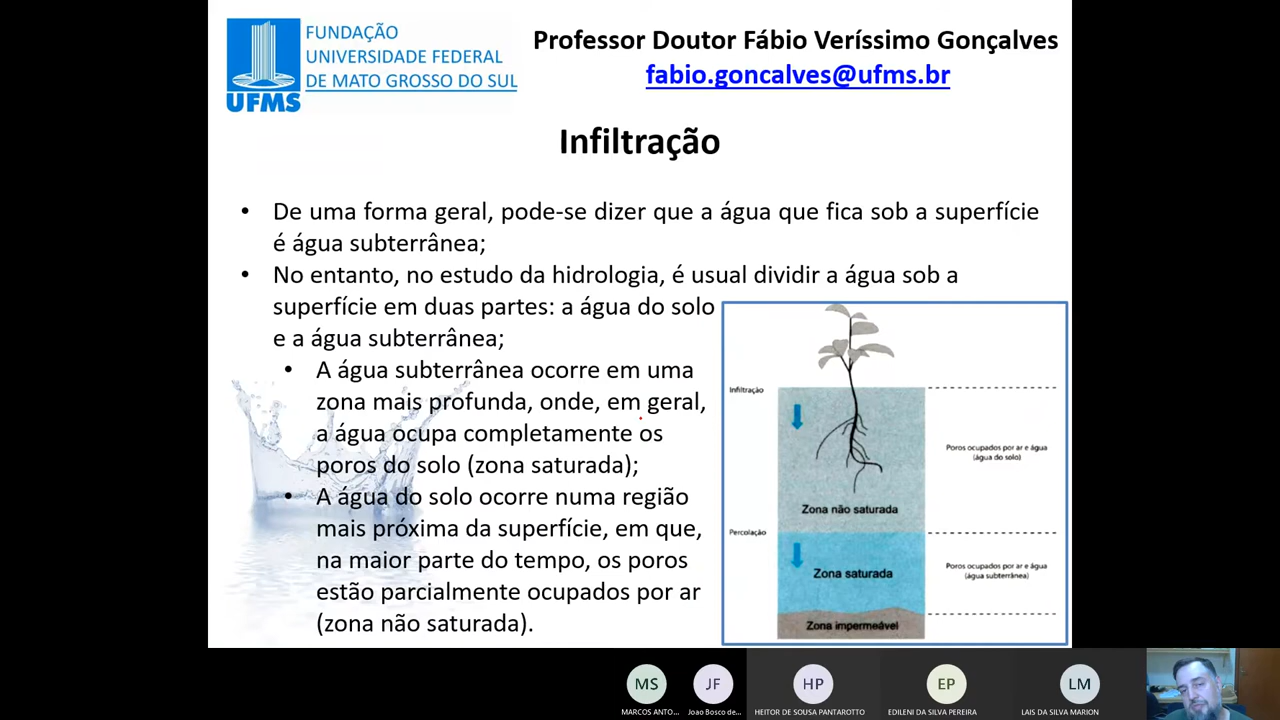 FUNDAÇÃO
UNIVERSIDADE FEDERAL
DE MATO GROSSO DO SUL
UFMS
Professor Doutor Fábio Veríssimo Gonçalves
fabio.goncalves@ufms.br
Infiltração
• De uma forma geral, pode-se dizer que a água que fica sob a superfície
é água subterrânea;
• No entanto, no estudo da hidrologia, é usual dividir a água sob a
superfície em duas partes: a água do solo
e a água subterrânea;
• A água subterrânea ocorre em uma
zona mais profunda, onde, em geral,
a água ocupa completamente os
poros do solo (zona saturada);
• A água do solo ocorre numa região
mais próxima da superfície, em que,
na maior parte do tempo, os poros
estão parcialmente ocupados por ar
(zona não saturada).
Infiltração
Poros ocupados por ar e água
(água do solo)
Zona não saturada
Percolação
Zona saturada
Poros ocupados por ar e água
(água subterrânea)
Zona impermeável
MS
MARCOS ANTO...
JF
Joao Bosco de...
HP
HEITOR DE SOUSA PANTAROTTO
EP
EDILENI DA SILVA PEREIRA
LM
LAIS DA SILVA MARION